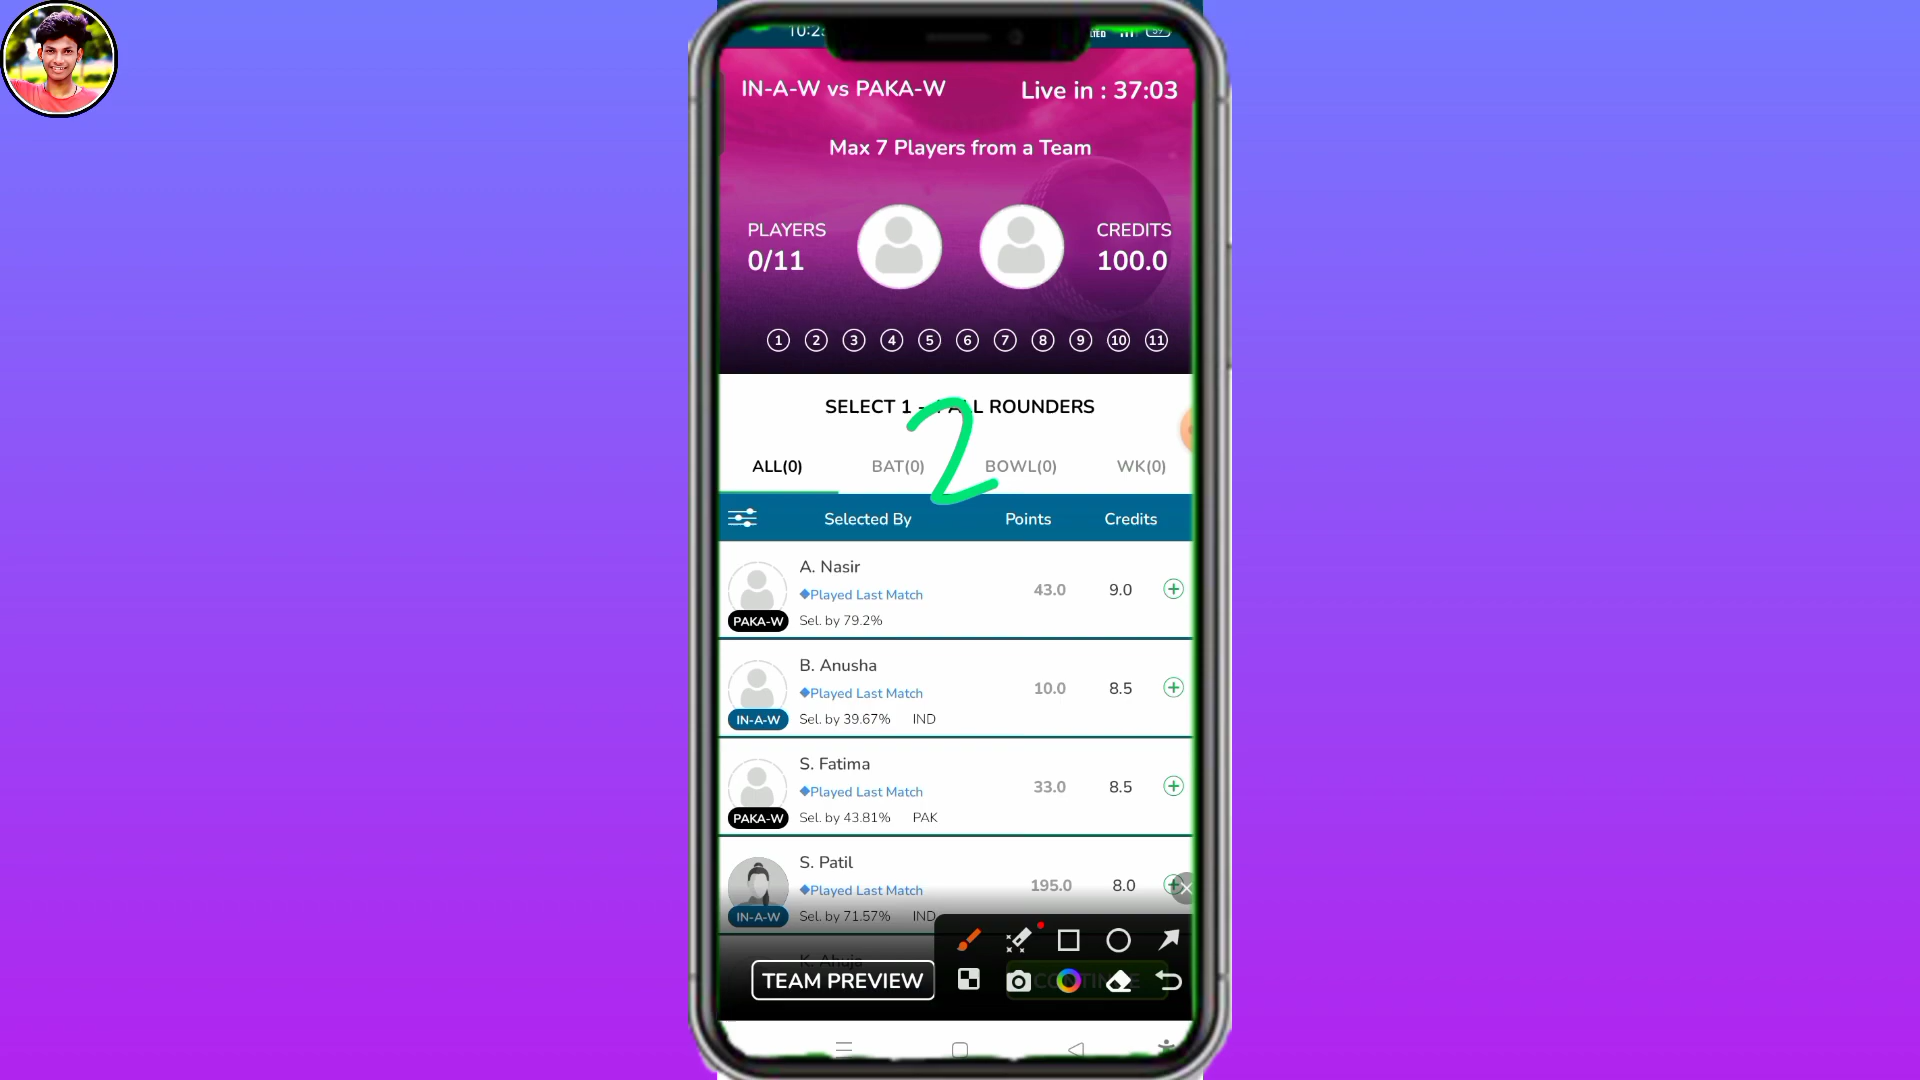 IN-A-W vs PAKA-W
Live in : 37:03
Max 7 Players from a Team
PLAYERS
0/11
CREDITS
100.0
1 2 3 4 5 6 7 8 9 10 11
SELECT 1 - ALL ROUNDERS
2
ALL(0) BAT(0) BOWL(0) WK(0)
Selected By Points Credits
A. Nasir
Played Last Match
43.0 9.0
PAKA-W Sel. by 79.2%
B. Anusha
Played Last Match
10.0 8.5
IN-A-W Sel. by 39.67% IND
S. Fatima
Played Last Match
33.0 8.5
PAKA-W Sel. by 43.81% PAK
S. Patil
Played Last Match
195.0 8.0
IN-A-W Sel. by 71.57% IND
K. Ahuja
TEAM PREVIEW
CONTINUE